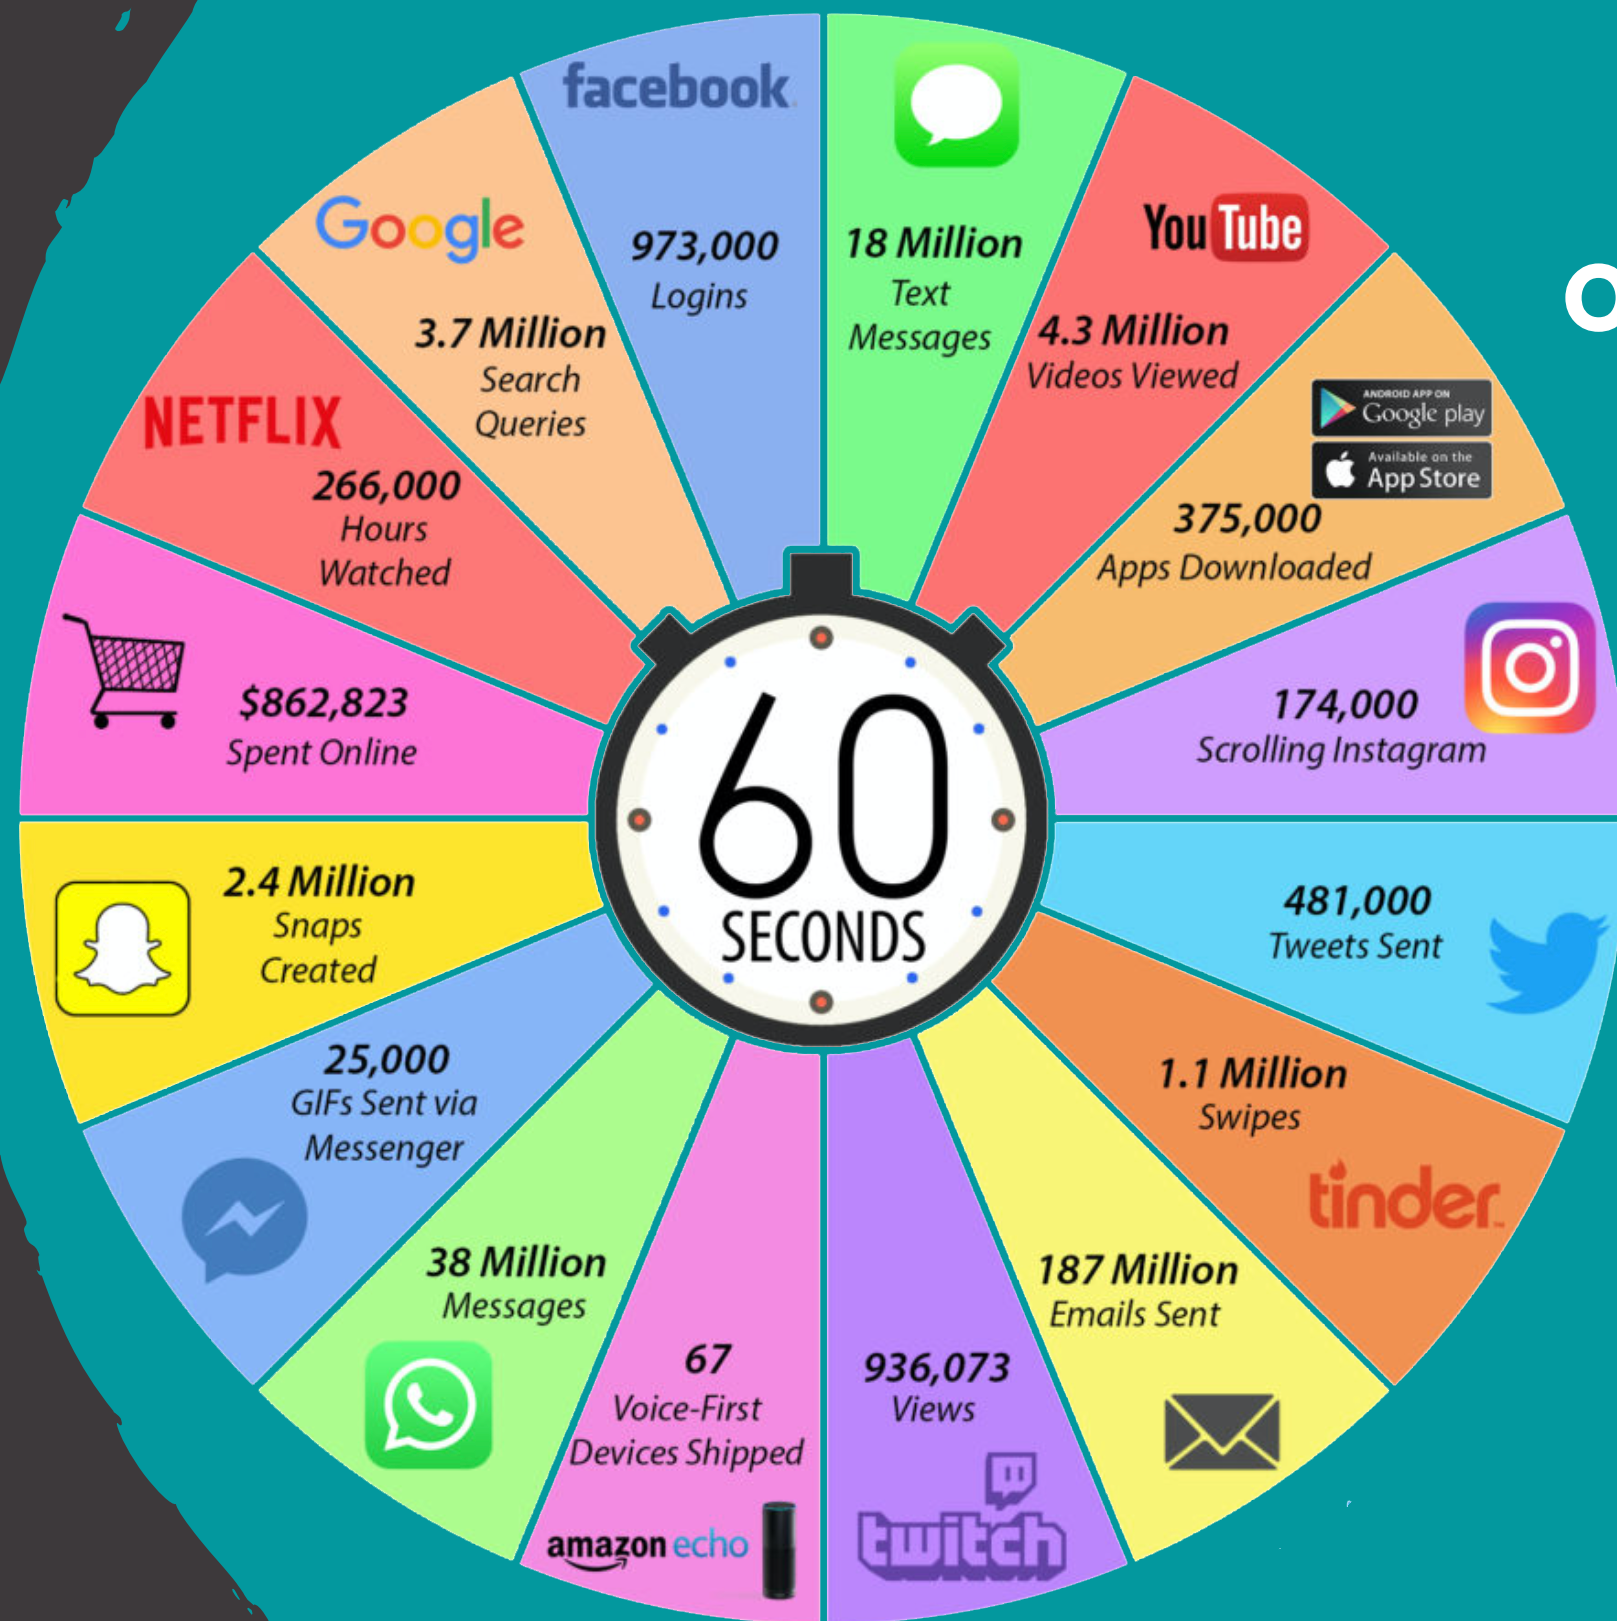 facebook
973,000
Logins
18 Million
Text
Messages
YouTube
4.3 Million
Videos Viewed
ANDROID APP ON
Google play
Available on the
App Store
375,000
Apps Downloaded
174,000
Scrolling Instagram
481,000
Tweets Sent
1.1 Million
Swipes
tinder
187 Million
Emails Sent
936,073
Views
twitch
67
Voice-First
Devices Shipped
amazon echo
38 Million
Messages
25,000
GIFs Sent via
Messenger
2.4 Million
Snaps
Created
$862,823
Spent Online
NETFLIX
266,000
Hours
Watched
Google
3.7 Million
Search
Queries
60
SECONDS